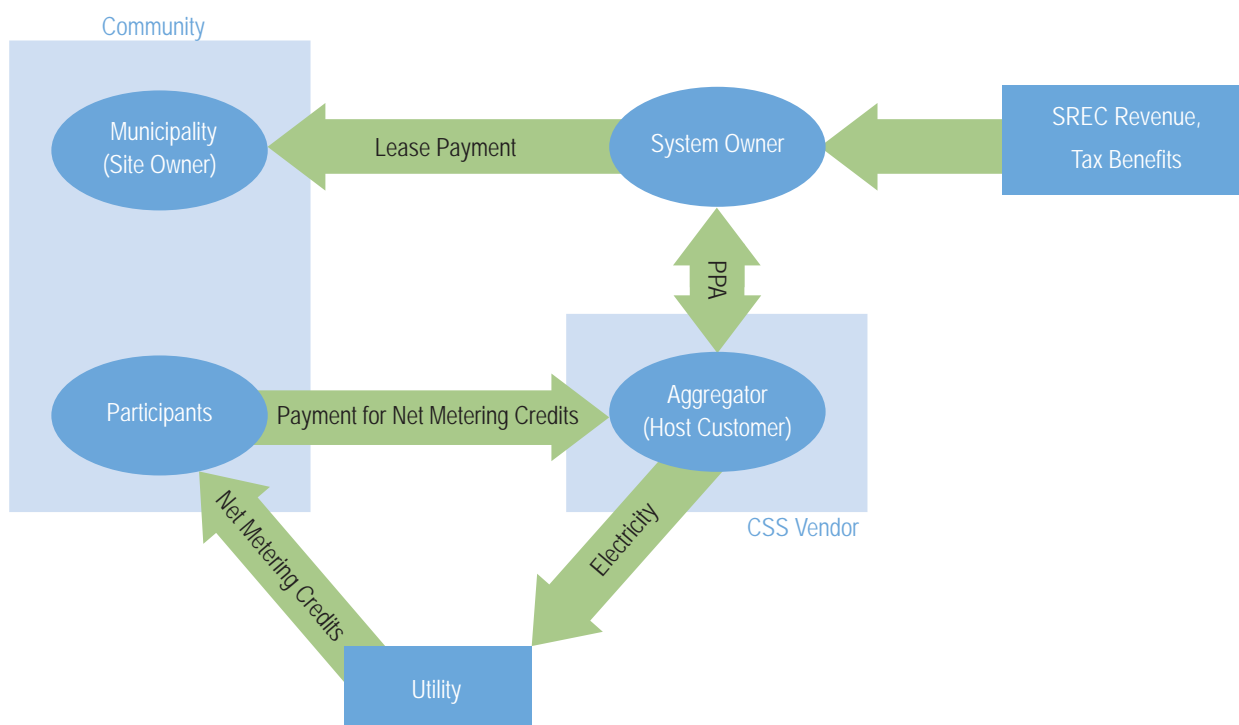 Community
Municipality
(Site Owner)
Lease Payment
System Owner
SREC Revenue,
Tax Benefits
PPA
Participants
Payment for Net Metering Credits
Aggregator
(Host Customer)
CSS Vendor
Net Metering Credits
Electricity
Utility